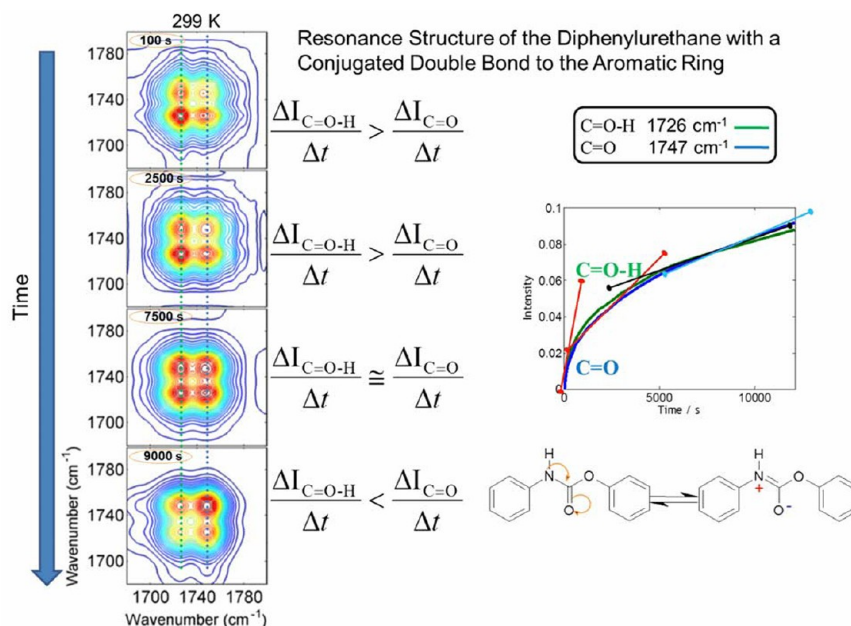 299 K
Resonance Structure of the Diphenylurethane with a
Conjugated Double Bond to the Aromatic Ring
Time
Wavenumber (cm⁻¹)
100 s
1780
1740
1700
ΔI_C=O-H / Δt > ΔI_C=O / Δt
2500 s
1780
1740
1700
ΔI_C=O-H / Δt > ΔI_C=O / Δt
7500 s
1780
1740
1700
ΔI_C=O-H / Δt ≅ ΔI_C=O / Δt
9000 s
1780
1740
1700
ΔI_C=O-H / Δt < ΔI_C=O / Δt
1700 1740 1780
Wavenumber (cm⁻¹)
C=O-H 1726 cm⁻¹
C=O 1747 cm⁻¹
Intensity
0.1
0.08
0.06
0.04
0.02
0
C=O-H
C=O
0 5000 10000
Time / s
H
N
O
O
H
N
+
O
O-